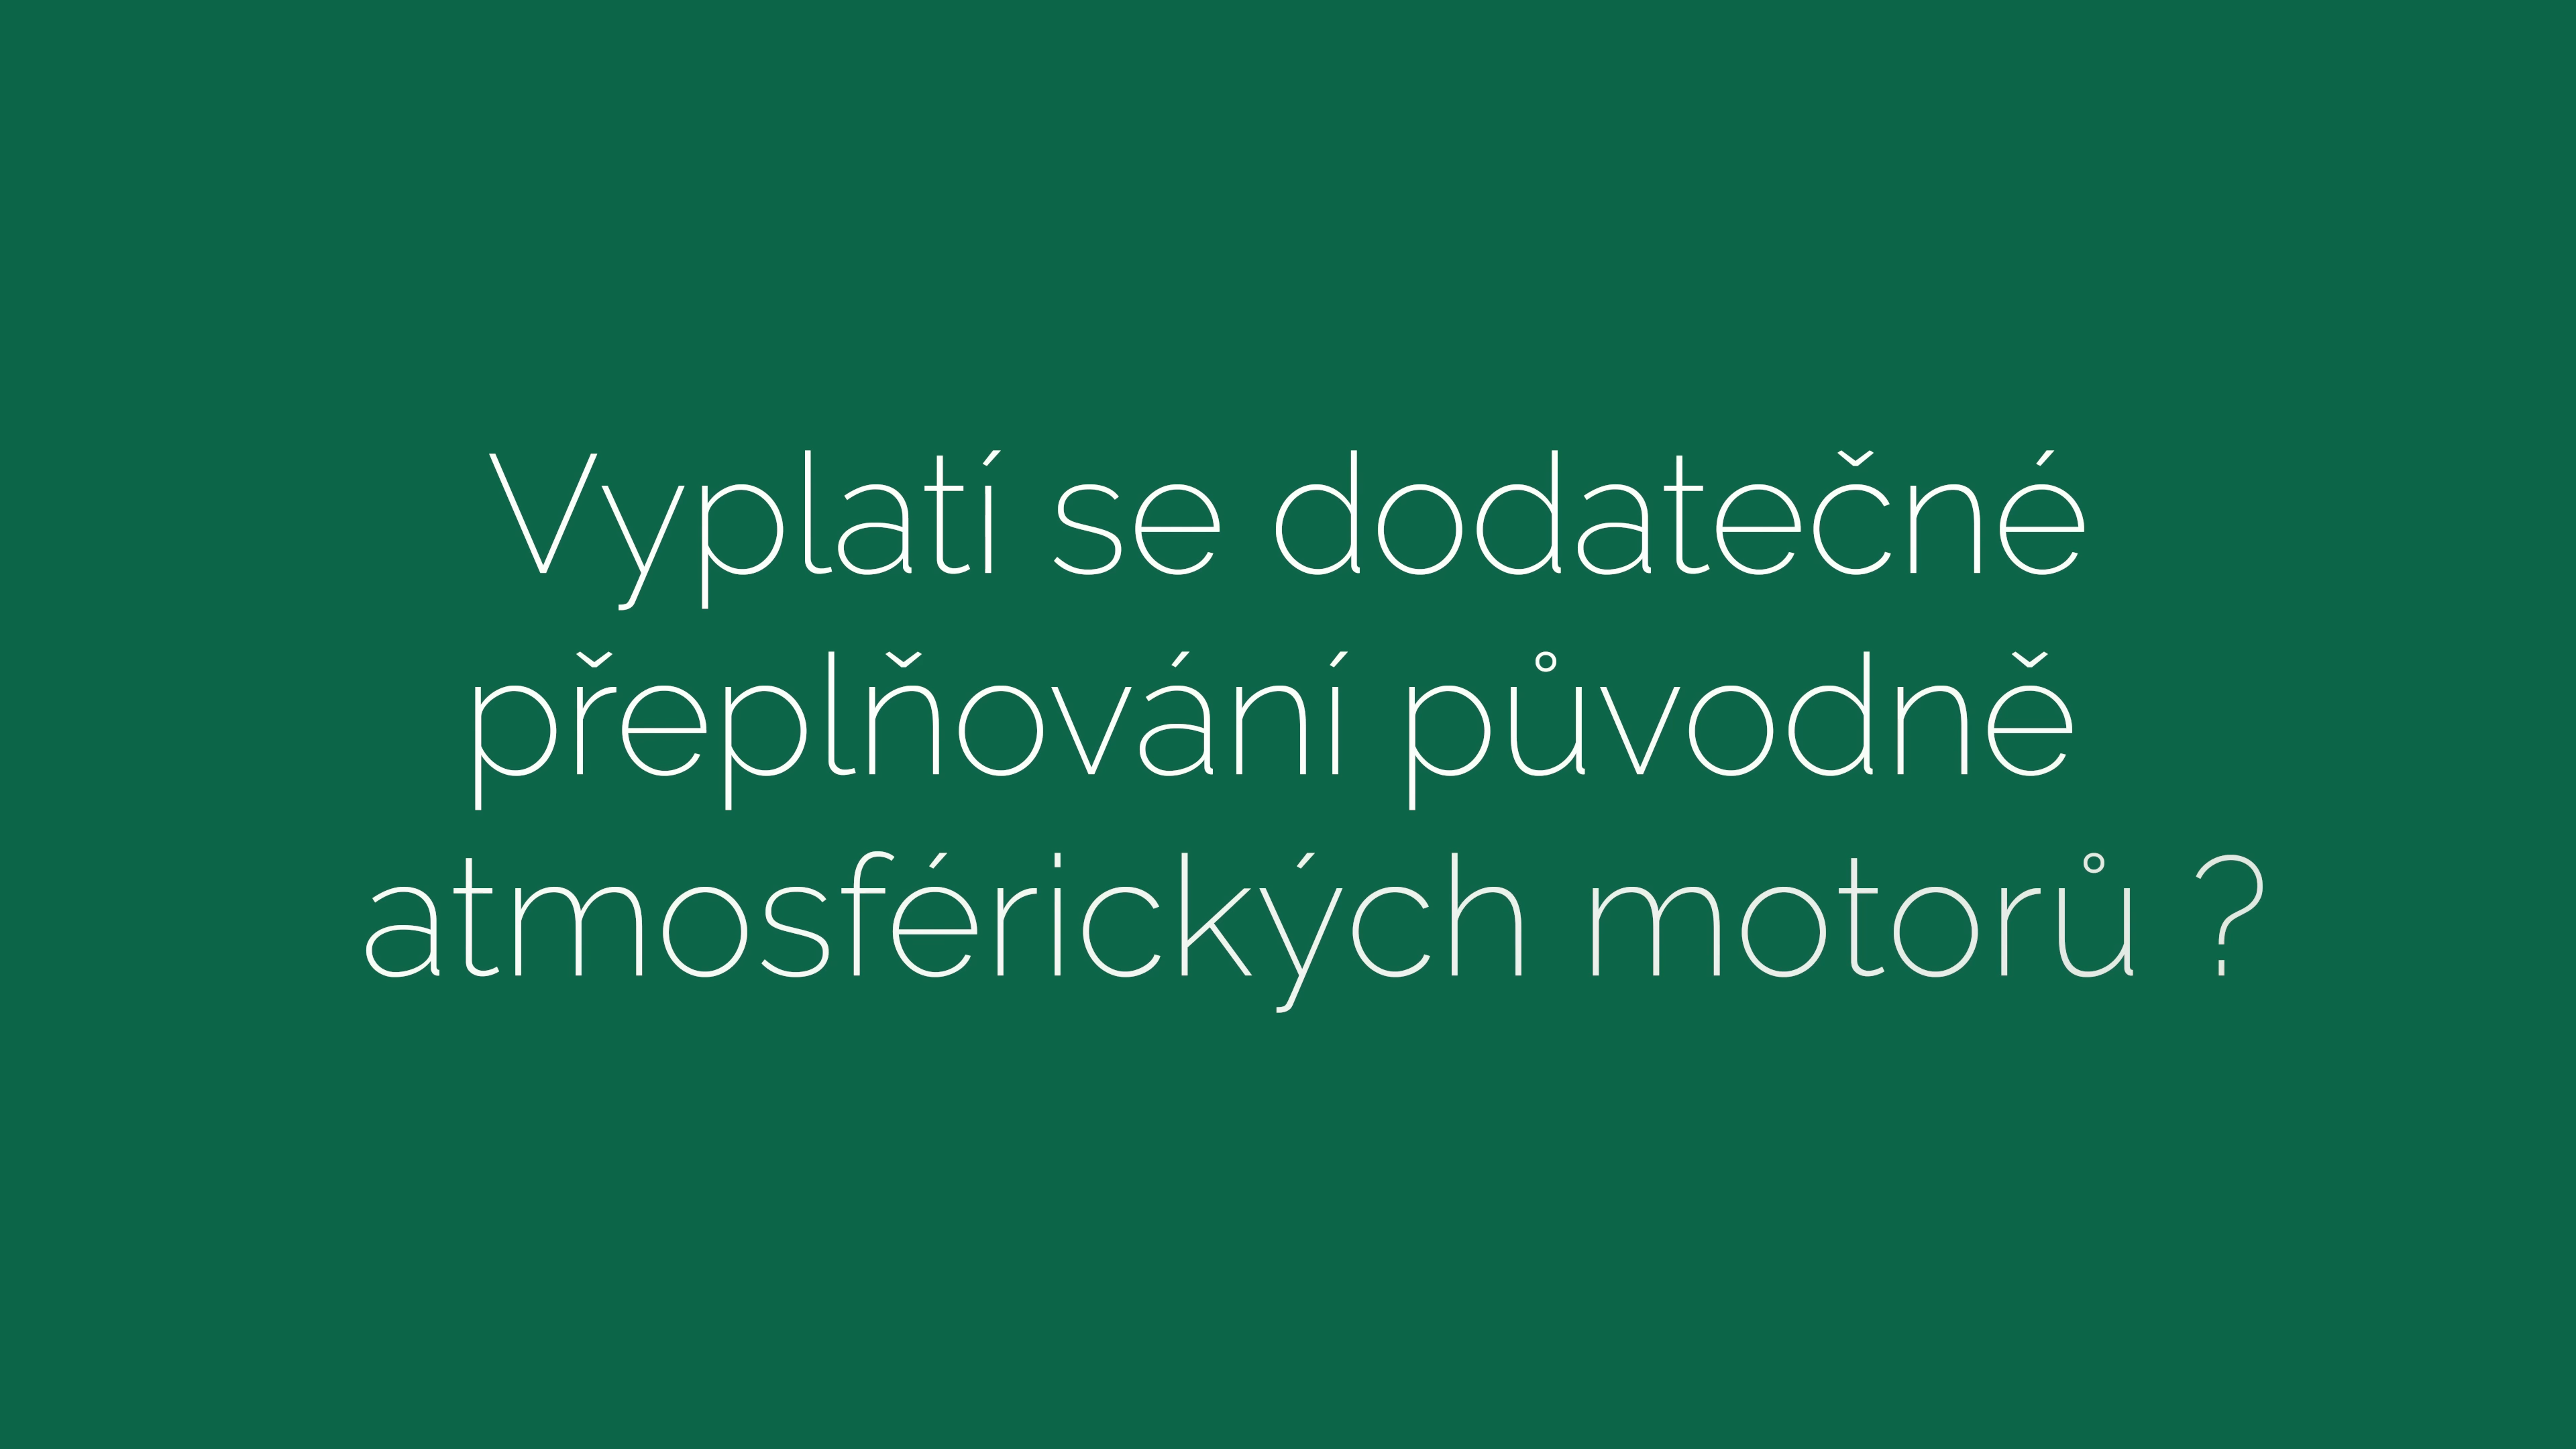 Vyplatí se dodatečné
přeplňování původně
atmosférických motorů ?